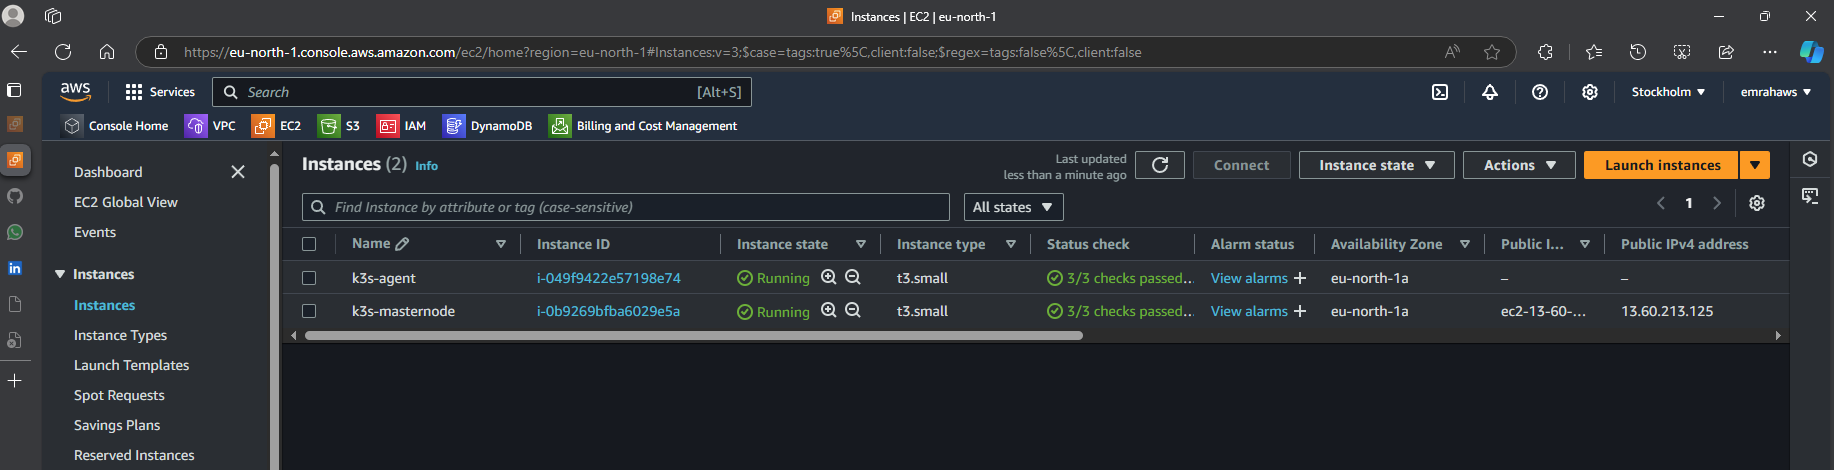 Instances | EC2 | eu-north-1
https://eu-north-1.console.aws.amazon.com/ec2/home?region=eu-north-1#Instances:v=3;$case=tags:true%5C,client:false;$regex=tags:false%5C,client:false
aws Services Search [Alt+S] Stockholm emrahaws
Console Home VPC EC2 S3 IAM DynamoDB Billing and Cost Management
Dashboard
EC2 Global View
Events
Instances
Instances
Instance Types
Launch Templates
Spot Requests
Savings Plans
Reserved Instances
Instances (2) Info
Last updated
less than a minute ago
Connect Instance state Actions Launch instances
Find Instance by attribute or tag (case-sensitive) All states 1
Name Instance ID Instance state Instance type Status check Alarm status Availability Zone Public I... Public IPv4 address
k3s-agent i-049f9422e57198e74 Running t3.small 3/3 checks passed... View alarms + eu-north-1a – –
k3s-masternode i-0b9269bfba6029e5a Running t3.small 3/3 checks passed... View alarms + eu-north-1a ec2-13-60-... 13.60.213.125